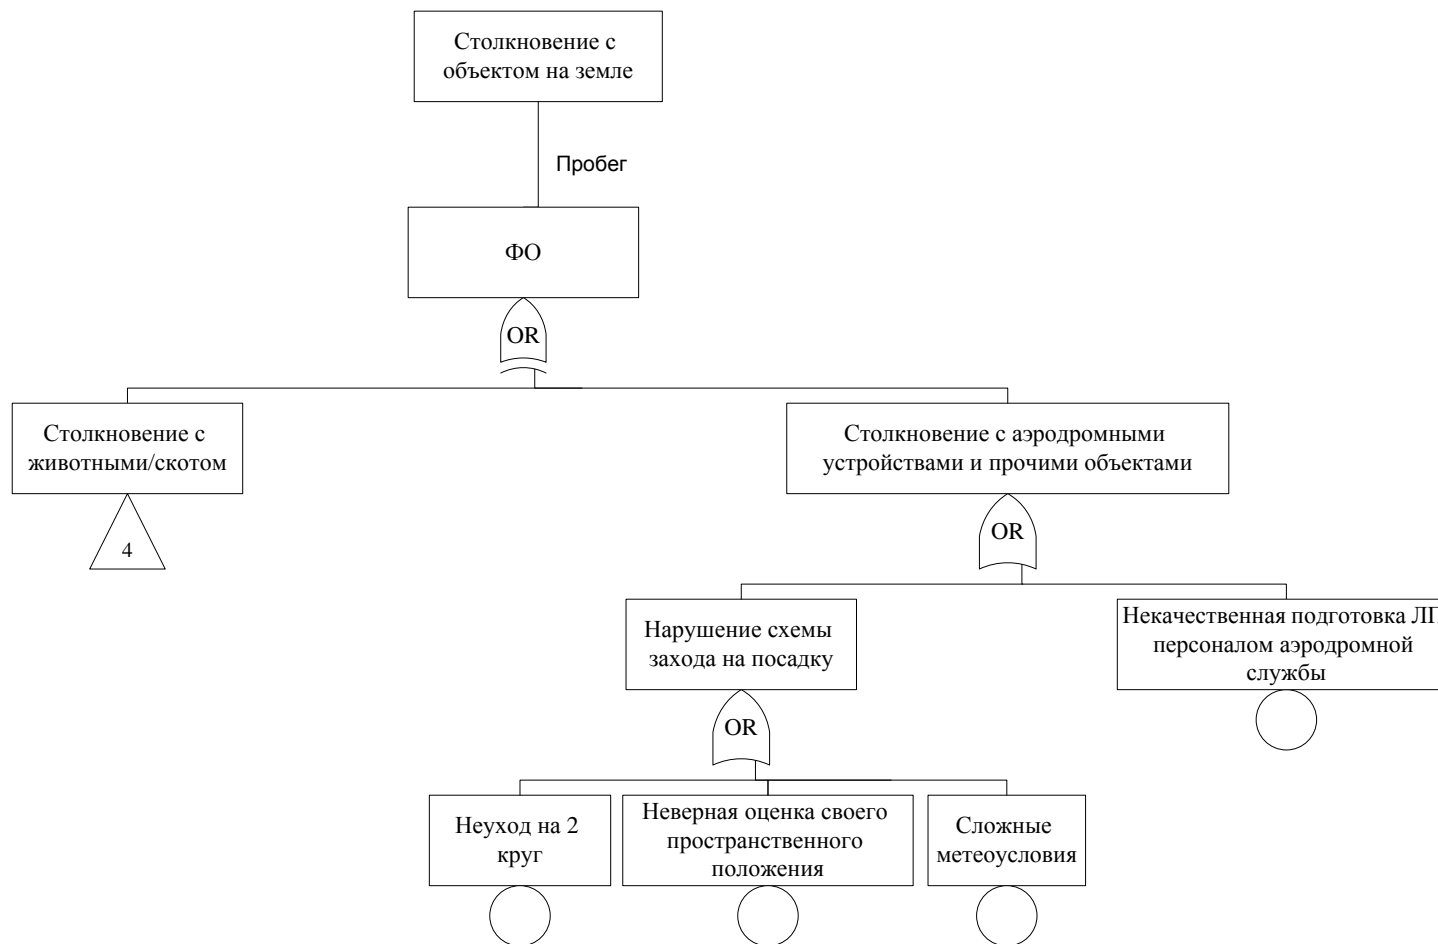 Столкновение с
объектом на земле
Пробег
ФО
OR
Столкновение с
животными/скотом
4
Столкновение с аэродромными
устройствами и прочими объектами
OR
Нарушение схемы
захода на посадку
OR
Некачественная подготовка ЛП
персоналом аэродромной
службы
Неуход на 2
круг
Неверная оценка своего
пространственного
положения
Сложные
метеоусловия